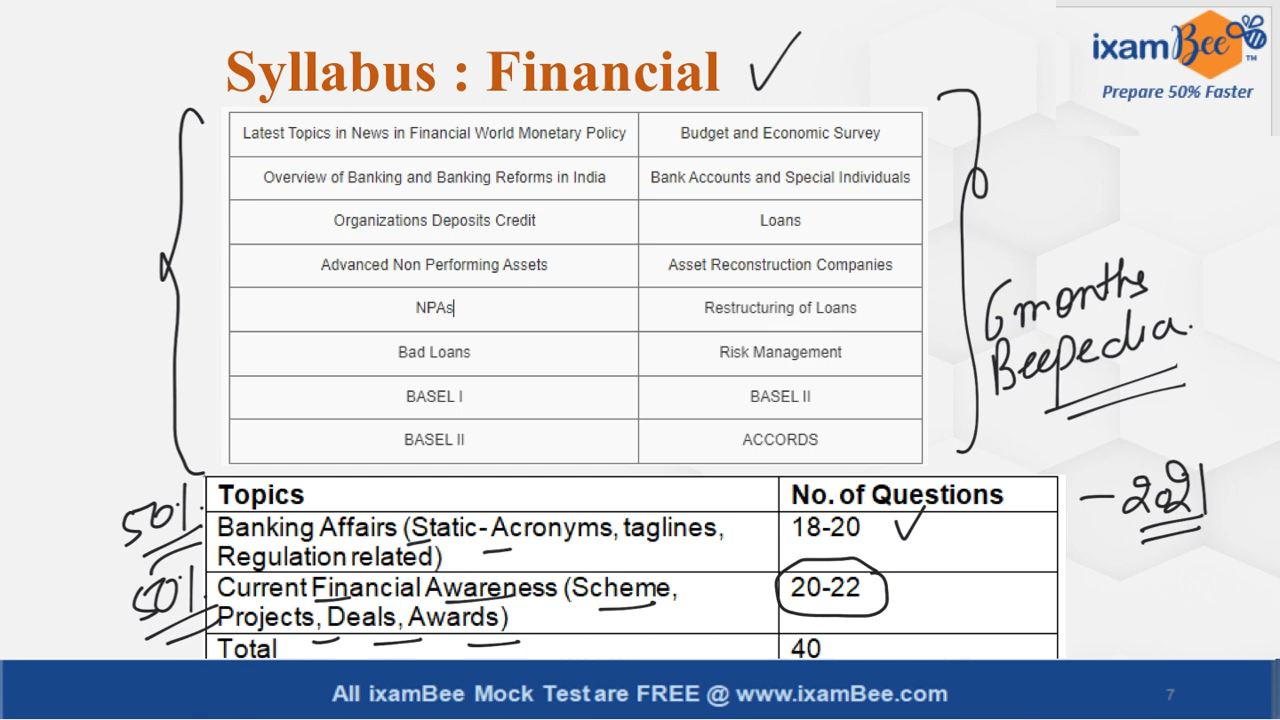 Syllabus : Financial
ixamBee
TM
Prepare 50% Faster
Latest Topics in News in Financial World Monetary Policy
Budget and Economic Survey
Overview of Banking and Banking Reforms in India
Bank Accounts and Special Individuals
Organizations Deposits Credit
Loans
Advanced Non Performing Assets
Asset Reconstruction Companies
NPAs
Restructuring of Loans
Bad Loans
Risk Management
BASEL I
BASEL II
BASEL II
ACCORDS
6 months
Beepedia.
Topics
No. of Questions
- 2021
50%
Banking Affairs (Static- Acronyms, taglines,
Regulation related)
18-20
50%
Current Financial Awareness (Scheme,
Projects, Deals, Awards)
20-22
Total
40
All ixamBee Mock Test are FREE @ www.ixamBee.com
7